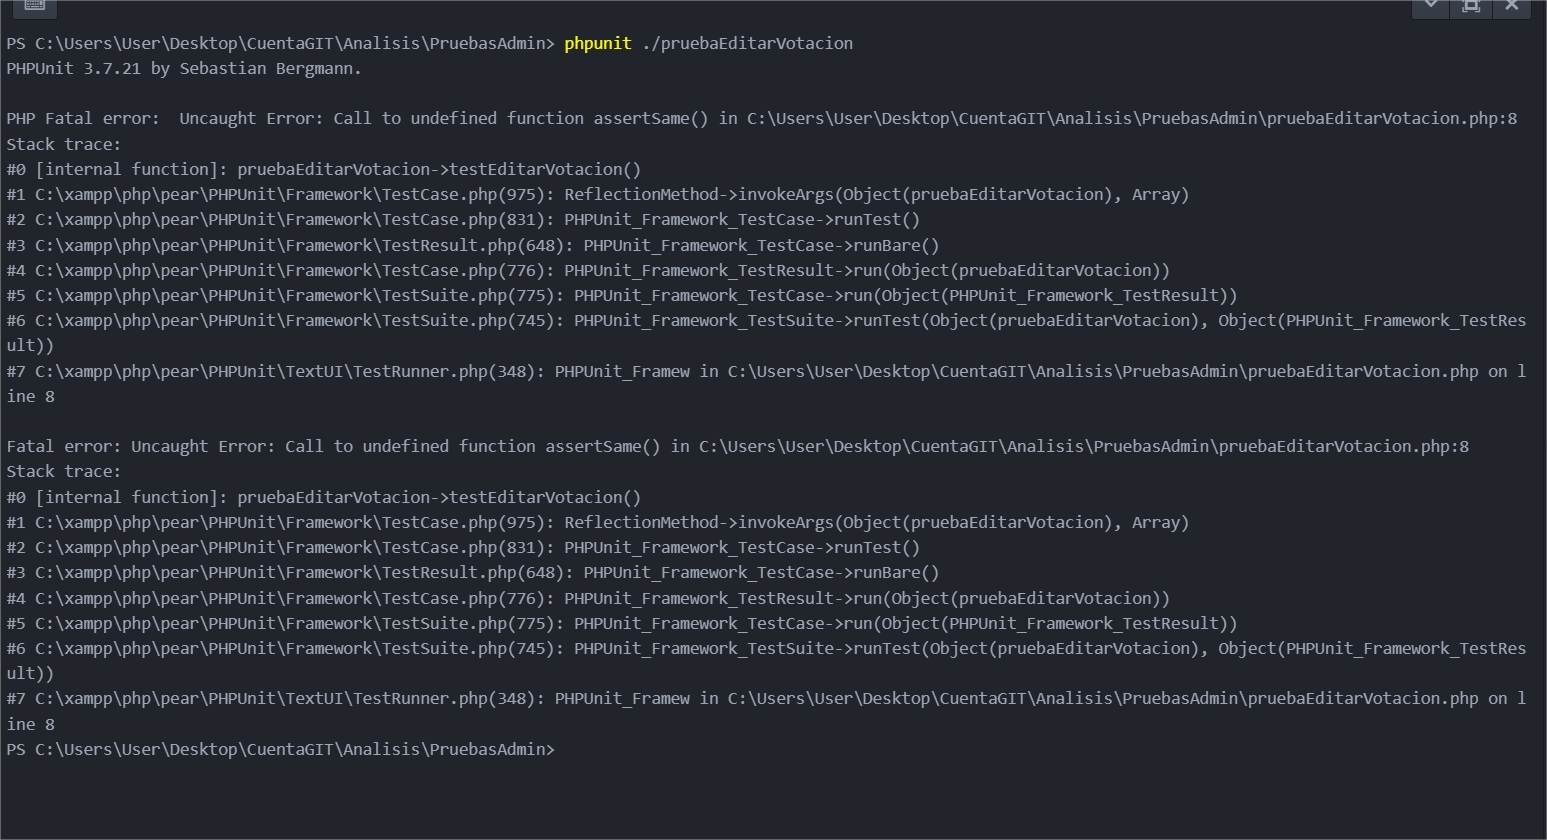 PS C:\Users\User\Desktop\CuentaGIT\Analisis\PruebasAdmin> phpunit ./pruebaEditarVotacion
PHPUnit 3.7.21 by Sebastian Bergmann.
PHP Fatal error:  Uncaught Error: Call to undefined function assertSame() in C:\Users\User\Desktop\CuentaGIT\Analisis\PruebasAdmin\pruebaEditarVotacion.php:8
Stack trace:
#0 [internal function]: pruebaEditarVotacion->testEditarVotacion()
#1 C:\xampp\php\pear\PHPUnit\Framework\TestCase.php(975): ReflectionMethod->invokeArgs(Object(pruebaEditarVotacion), Array)
#2 C:\xampp\php\pear\PHPUnit\Framework\TestCase.php(831): PHPUnit_Framework_TestCase->runTest()
#3 C:\xampp\php\pear\PHPUnit\Framework\TestResult.php(648): PHPUnit_Framework_TestCase->runBare()
#4 C:\xampp\php\pear\PHPUnit\Framework\TestCase.php(776): PHPUnit_Framework_TestResult->run(Object(pruebaEditarVotacion))
#5 C:\xampp\php\pear\PHPUnit\Framework\TestSuite.php(775): PHPUnit_Framework_TestCase->run(Object(PHPUnit_Framework_TestResult))
#6 C:\xampp\php\pear\PHPUnit\Framework\TestSuite.php(745): PHPUnit_Framework_TestSuite->runTest(Object(pruebaEditarVotacion), Object(PHPUnit_Framework_TestRes
ult))
#7 C:\xampp\php\pear\PHPUnit\TextUI\TestRunner.php(348): PHPUnit_Framew in C:\Users\User\Desktop\CuentaGIT\Analisis\PruebasAdmin\pruebaEditarVotacion.php on l
ine 8
Fatal error: Uncaught Error: Call to undefined function assertSame() in C:\Users\User\Desktop\CuentaGIT\Analisis\PruebasAdmin\pruebaEditarVotacion.php:8
Stack trace:
#0 [internal function]: pruebaEditarVotacion->testEditarVotacion()
#1 C:\xampp\php\pear\PHPUnit\Framework\TestCase.php(975): ReflectionMethod->invokeArgs(Object(pruebaEditarVotacion), Array)
#2 C:\xampp\php\pear\PHPUnit\Framework\TestCase.php(831): PHPUnit_Framework_TestCase->runTest()
#3 C:\xampp\php\pear\PHPUnit\Framework\TestResult.php(648): PHPUnit_Framework_TestCase->runBare()
#4 C:\xampp\php\pear\PHPUnit\Framework\TestCase.php(776): PHPUnit_Framework_TestResult->run(Object(pruebaEditarVotacion))
#5 C:\xampp\php\pear\PHPUnit\Framework\TestSuite.php(775): PHPUnit_Framework_TestCase->run(Object(PHPUnit_Framework_TestResult))
#6 C:\xampp\php\pear\PHPUnit\Framework\TestSuite.php(745): PHPUnit_Framework_TestSuite->runTest(Object(pruebaEditarVotacion), Object(PHPUnit_Framework_TestRes
ult))
#7 C:\xampp\php\pear\PHPUnit\TextUI\TestRunner.php(348): PHPUnit_Framew in C:\Users\User\Desktop\CuentaGIT\Analisis\PruebasAdmin\pruebaEditarVotacion.php on l
ine 8
PS C:\Users\User\Desktop\CuentaGIT\Analisis\PruebasAdmin>